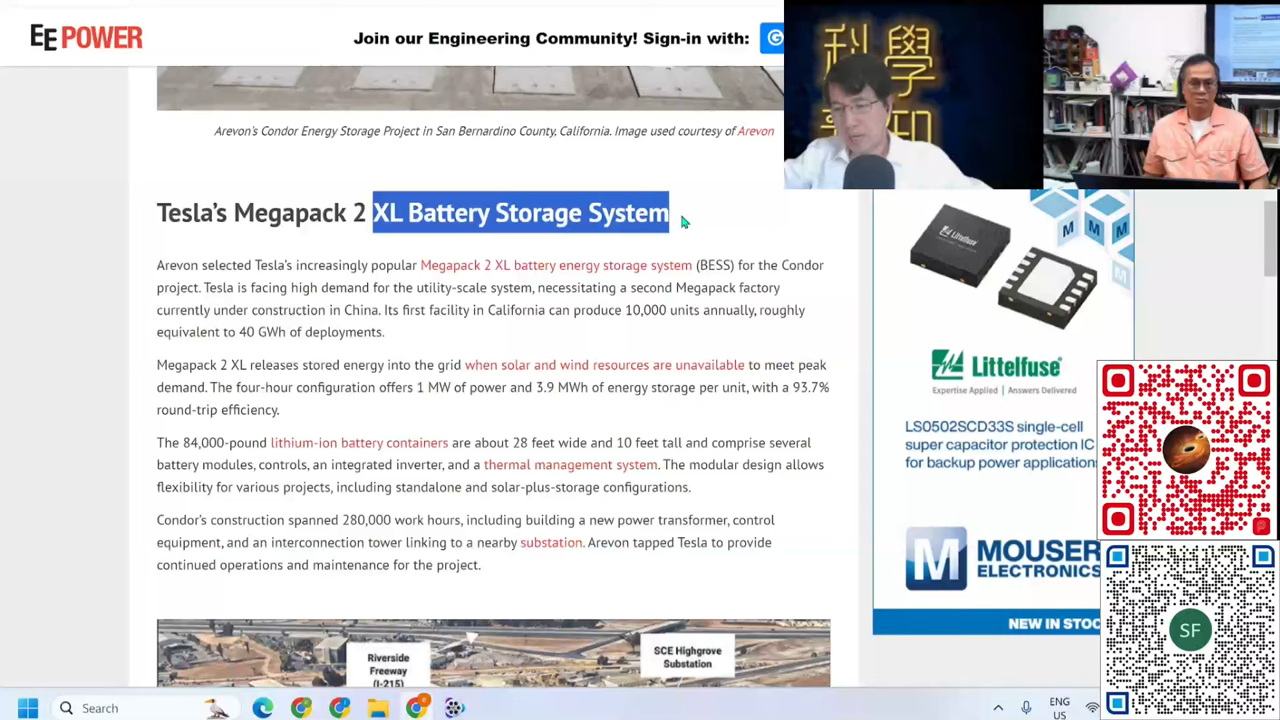 EE POWER
Join our Engineering Community! Sign-in with:
G
科學
Arevon's Condor Energy Storage Project in San Bernardino County, California. Image used courtesy of Arevon
Tesla's Megapack 2 XL Battery Storage System
Arevon selected Tesla's increasingly popular Megapack 2 XL battery energy storage system (BESS) for the Condor
project. Tesla is facing high demand for the utility-scale system, necessitating a second Megapack factory
currently under construction in China. Its first facility in California can produce 10,000 units annually, roughly
equivalent to 40 GWh of deployments.
Megapack 2 XL releases stored energy into the grid when solar and wind resources are unavailable to meet peak
demand. The four-hour configuration offers 1 MW of power and 3.9 MWh of energy storage per unit, with a 93.7%
round-trip efficiency.
The 84,000-pound lithium-ion battery containers are about 28 feet wide and 10 feet tall and comprise several
battery modules, controls, an integrated inverter, and a thermal management system. The modular design allows
flexibility for various projects, including standalone and solar-plus-storage configurations.
Condor's construction spanned 280,000 work hours, including building a new power transformer, control
equipment, and an interconnection tower linking to a nearby substation. Arevon tapped Tesla to provide
continued operations and maintenance for the project.
Riverside
Freeway
(I-215)
SCE Highgrove
Substation
M M M
Littelfuse
Littelfuse
Expertise Applied | Answers Delivered
LS0502SCD33S single-cell
super capacitor protection IC
for backup power applications
M
MOUSER
ELECTRONICS
NEW IN STOC
SF
Search
ENG
US